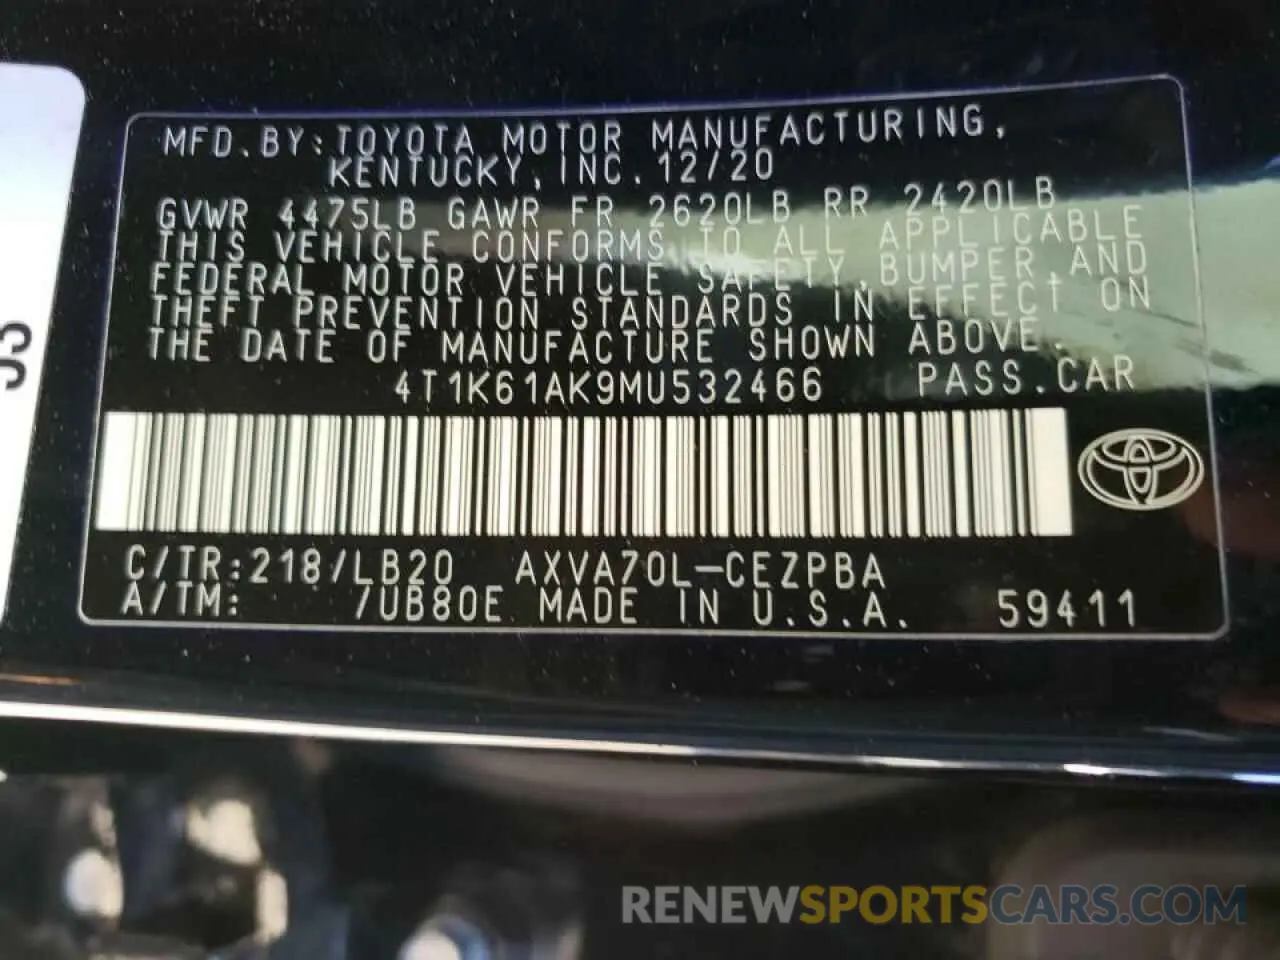 MFD.BY:TOYOTA MOTOR MANUFACTURING,
KENTUCKY, INC. 12/20
GVWR 4475LB GAWR FR 2620LB RR 2420LB
THIS VEHICLE CONFORMS TO ALL APPLICABLE
FEDERAL MOTOR VEHICLE SAFETY, BUMPER, AND
THEFT PREVENTION STANDARDS IN EFFECT ON
THE DATE OF MANUFACTURE SHOWN ABOVE.
4T1K61AK9MU532466 PASS.CAR
C/TR:218/LB20 AXVA70L-CEZPBA
A/TM: /UB80E MADE IN U.S.A. 59411
RENEWSPORTSCARS.COM